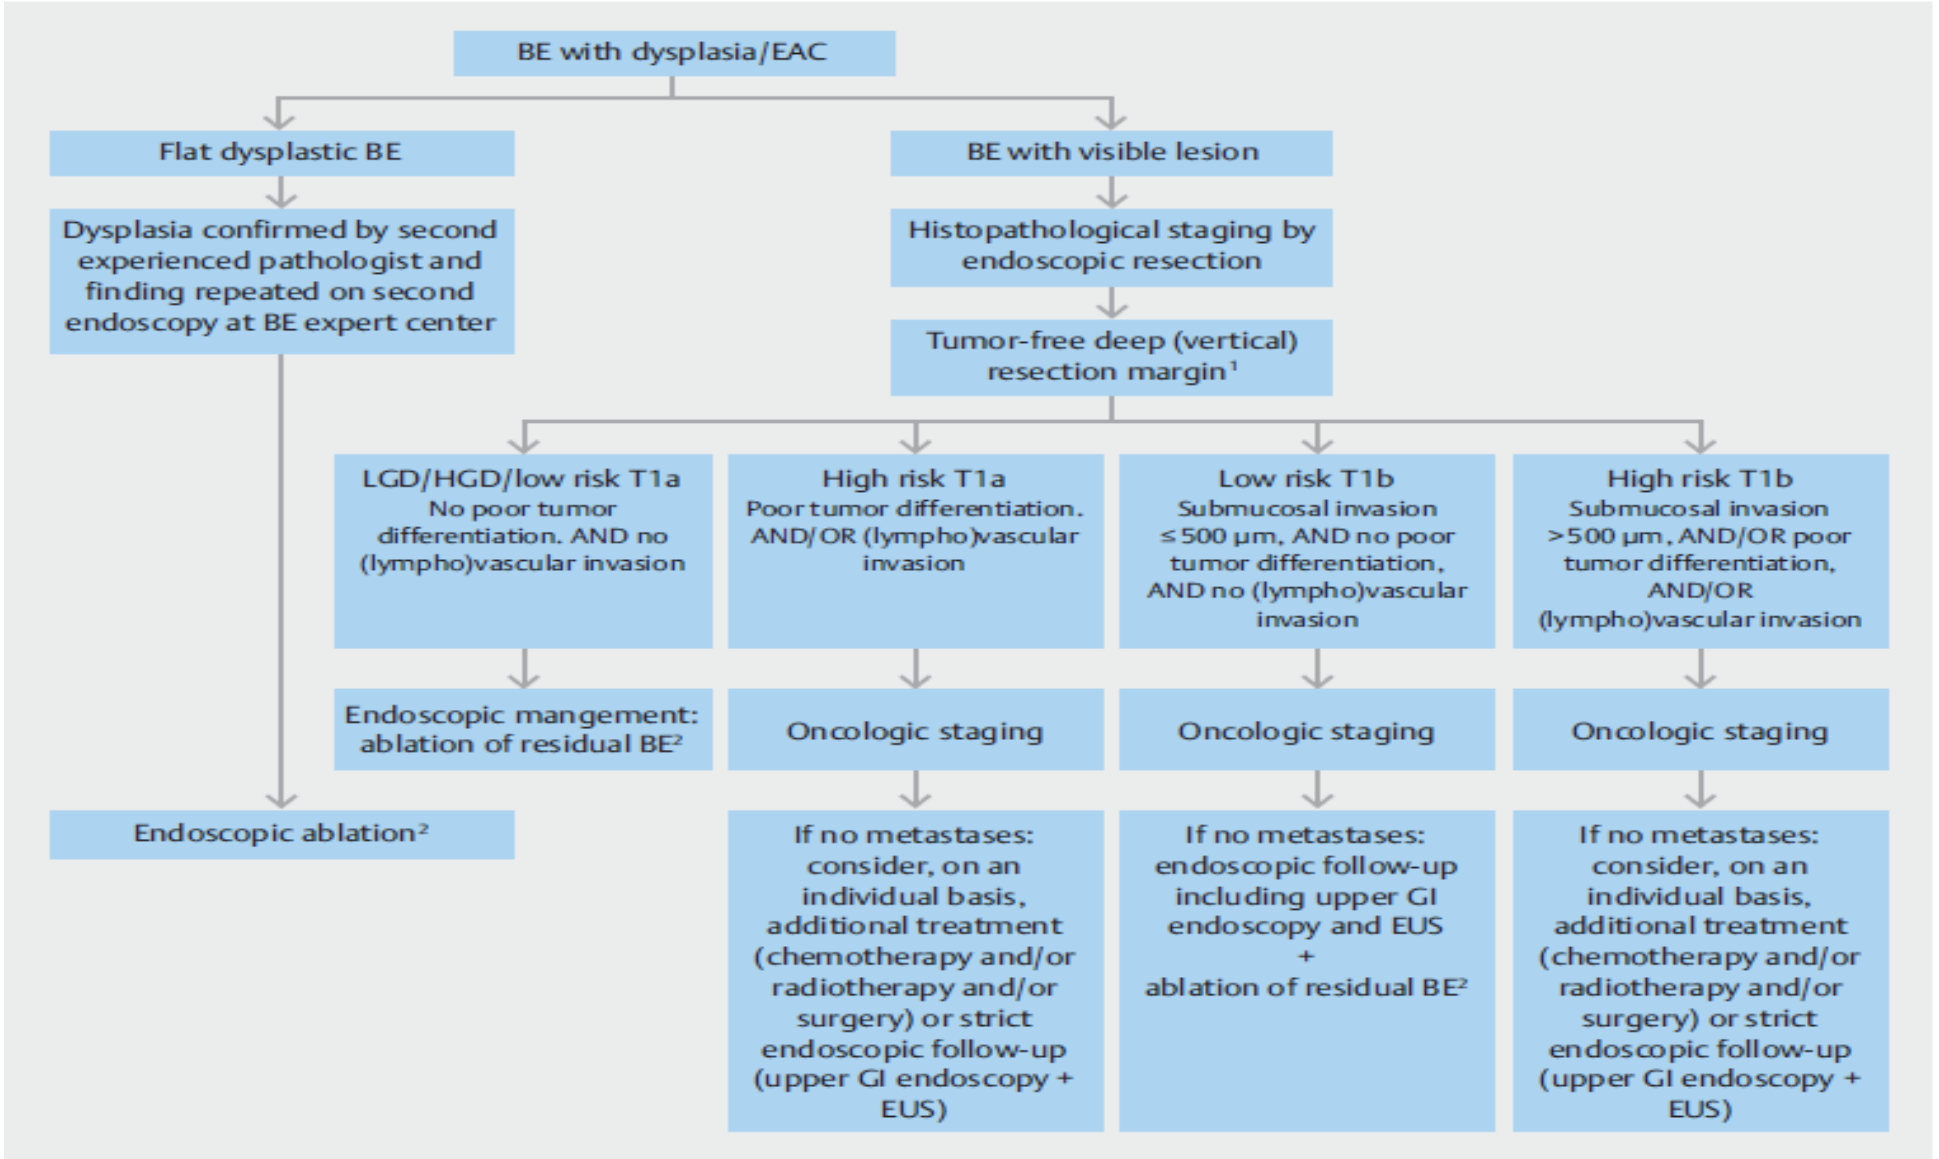 BE with dysplasia/EAC
Flat dysplastic BE
Dysplasia confirmed by second
experienced pathologist and
finding repeated on second
endoscopy at BE expert center
Endoscopic ablation²
BE with visible lesion
Histopathological staging by
endoscopic resection
Tumor-free deep (vertical)
resection margin¹
LGD/HGD/low risk T1a
No poor tumor
differentiation. AND no
(lympho)vascular invasion
Endoscopic mangement:
ablation of residual BE²
High risk T1a
Poor tumor differentiation.
AND/OR (lympho)vascular
invasion
Oncologic staging
If no metastases:
consider, on an
individual basis,
additional treatment
(chemotherapy and/or
radiotherapy and/or
surgery) or strict
endoscopic follow-up
(upper GI endoscopy +
EUS)
Low risk T1b
Submucosal invasion
≤ 500 µm, AND no poor
tumor differentiation,
AND no (lympho)vascular
invasion
Oncologic staging
If no metastases:
endoscopic follow-up
including upper GI
endoscopy and EUS
+
ablation of residual BE²
High risk T1b
Submucosal invasion
>500 µm, AND/OR poor
tumor differentiation,
AND/OR
(lympho)vascular invasion
Oncologic staging
If no metastases:
consider, on an
individual basis,
additional treatment
(chemotherapy and/or
radiotherapy and/or
surgery) or strict
endoscopic follow-up
(upper GI endoscopy +
EUS)